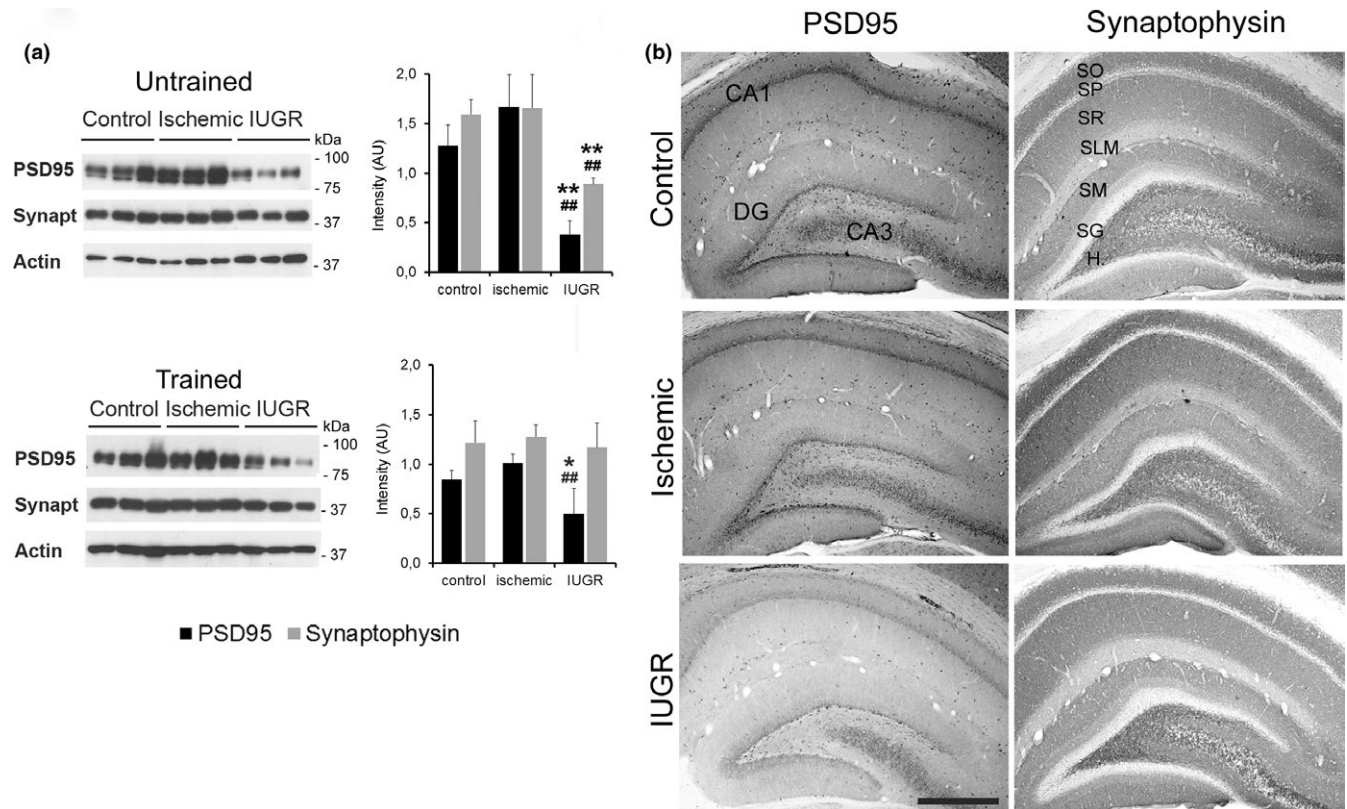 (a)
Untrained
Control Ischemic IUGR
kDa
PSD95
- 100
- 75
Synapt
- 37
Actin
- 37
Intensity (AU)
2,0
1,5
1,0
0,5
0,0
**
##
**
##
control ischemic IUGR
Trained
Control Ischemic IUGR
kDa
PSD95
- 100
- 75
Synapt
- 37
Actin
- 37
Intensity (AU)
2,0
1,5
1,0
0,5
0,0
*
##
control ischemic IUGR
PSD95 Synaptophysin
(b)
PSD95 Synaptophysin
Control
CA1
DG
CA3
SO
SP
SR
SLM
SM
SG
H.
Ischemic
IUGR